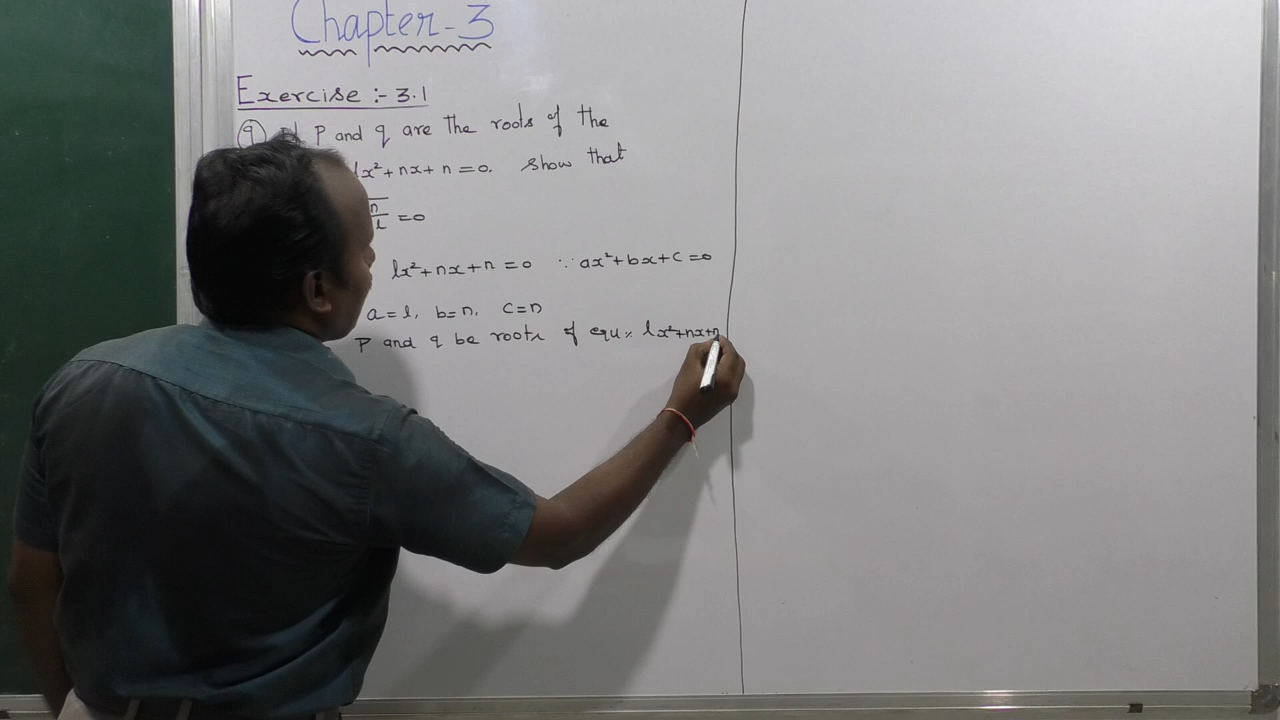 Chapter-3
Exercise :- 3.1
9 If P and q are the roots of the
lx²+nx+n=0. show that
n/l =0
lx²+nx+n=0 ∵ ax²+bx+c=0
a=l, b=n, c=n
P and q be roots of equ: lx²+nx+n